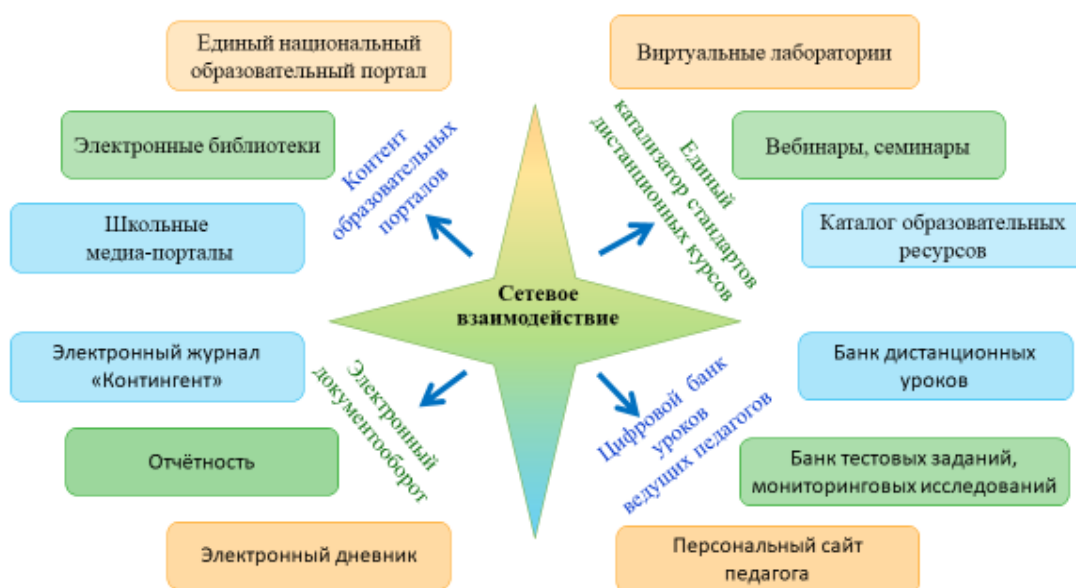 Единый национальный
образовательный портал
Виртуальные лаборатории
Электронные библиотеки
Контент
образовательных
порталов
Единый
катализатор стандартов
дистанционных курсов
Вебинары, семинары
Школьные
медиа-порталы
Каталог образовательных
ресурсов
Сетевое
взаимодействие
Электронный журнал
«Контингент»
Электронный
документооборот
Цифровой банк
уроков
ведущих педагогов
Банк дистанционных
уроков
Отчётность
Банк тестовых заданий,
мониторинговых исследований
Электронный дневник
Персональный сайт
педагога